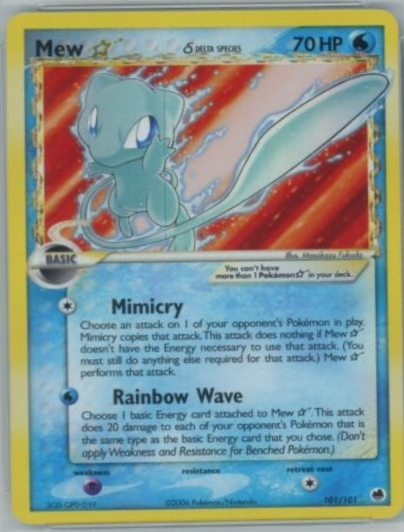 Mew ☆ δ DELTA SPECIES 70 HP
BASIC
Illus. Masakazu Fukuda
You can't have
more than 1 Pokémon☆ in your deck.
Mimicry
Choose an attack on 1 of your opponent's Pokémon in play.
Mimicry copies that attack. This attack does nothing if Mew ☆
doesn't have the Energy necessary to use that attack. (You
must still do anything else required for that attack.) Mew ☆
performs that attack.
Rainbow Wave
Choose 1 basic Energy card attached to Mew ☆. This attack
does 20 damage to each of your opponent's Pokémon that is
the same type as the basic Energy card that you chose. (Don't
apply Weakness and Resistance for Benched Pokémon.)
weakness resistance retreat cost
©2006 Pokémon/Nintendo 101/101